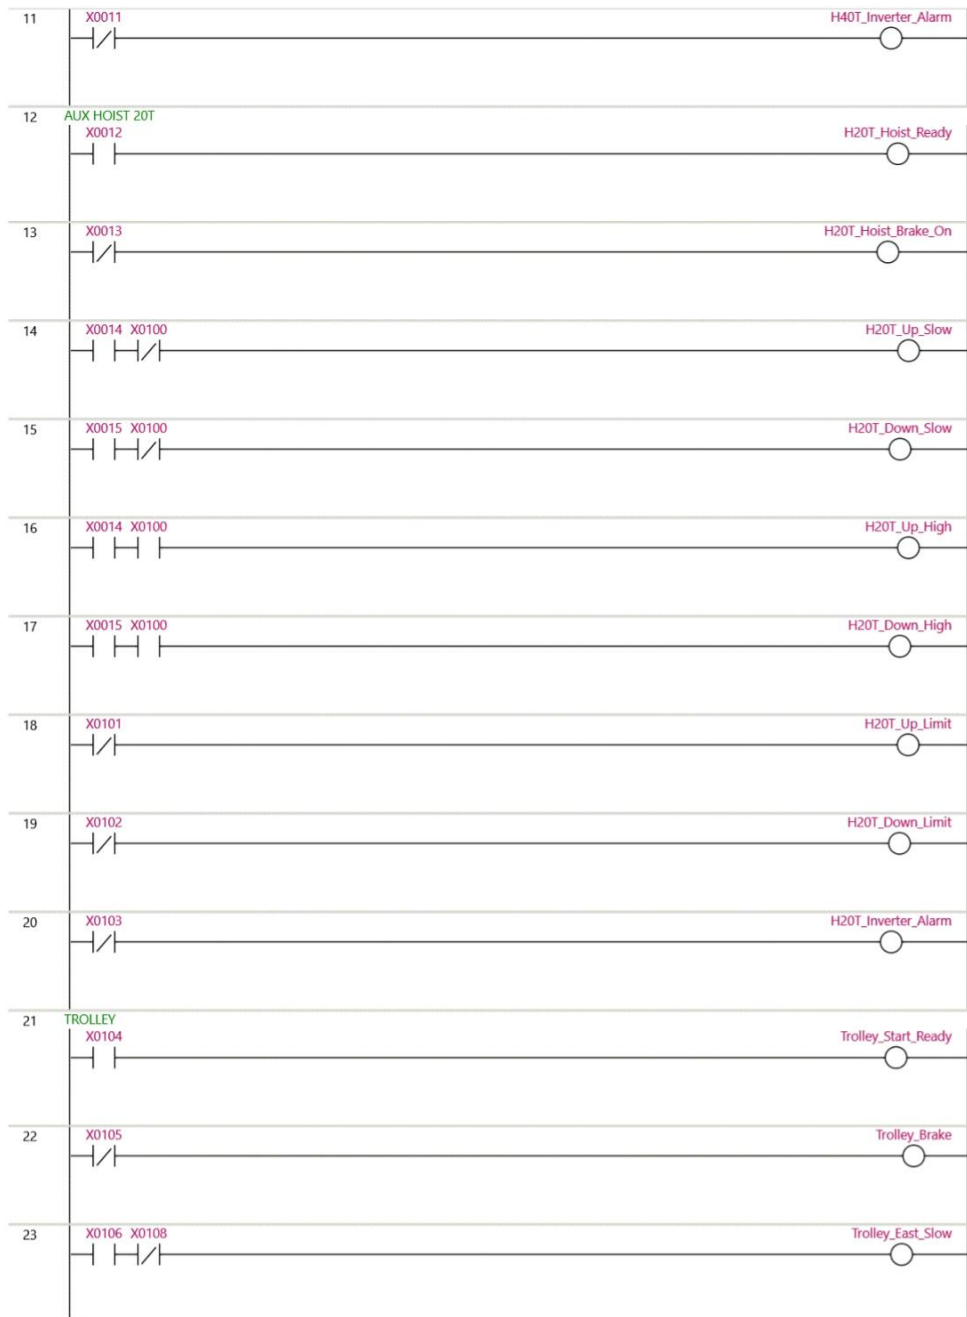 11
X0011
H40T_Inverter_Alarm
12
AUX HOIST 20T
X0012
H20T_Hoist_Ready
13
X0013
H20T_Hoist_Brake_On
14
X0014 X0100
H20T_Up_Slow
15
X0015 X0100
H20T_Down_Slow
16
X0014 X0100
H20T_Up_High
17
X0015 X0100
H20T_Down_High
18
X0101
H20T_Up_Limit
19
X0102
H20T_Down_Limit
20
X0103
H20T_Inverter_Alarm
21
TROLLEY
X0104
Trolley_Start_Ready
22
X0105
Trolley_Brake
23
X0106 X0108
Trolley_East_Slow